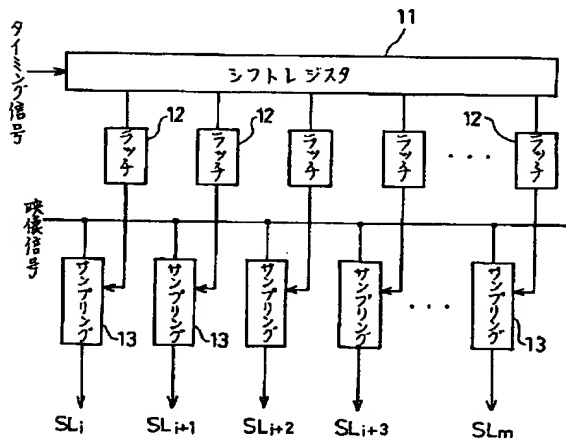 11
タイミング信号
シフトレジスタ
12
12
12
ラッチ
ラッチ
ラッチ
ラッチ
ラッチ
映像信号
サンプリング
サンプリング
サンプリング
サンプリング
サンプリング
13
13
13
SLi
SLi+1
SLi+2
SLi+3
SLm